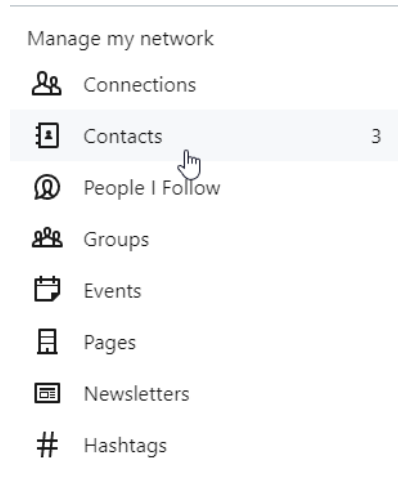 Manage my network
Connections
Contacts 3
People I Follow
Groups
Events
Pages
Newsletters
# Hashtags